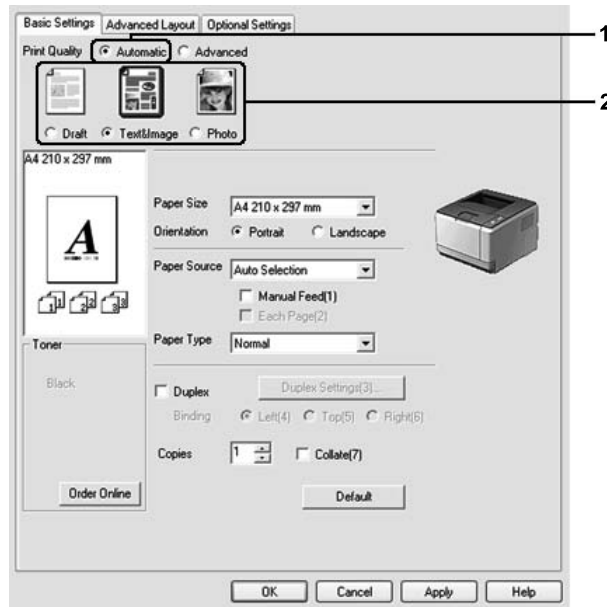 Basic Settings Advanced Layout Optional Settings
Print Quality Automatic Advanced 1
2
Draft Text&Image Photo
A4 210 x 297 mm
Paper Size A4 210 x 297 mm
Orientation Portrait Landscape
A
Paper Source Auto Selection
Manual Feed(1)
11 22 33
Each Page(2)
Toner
Paper Type Normal
Black
Duplex Duplex Settings(3)...
Binding Left(4) Top(5) Right(6)
Copies 1 Collate(7)
Order Online Default
OK Cancel Apply Help